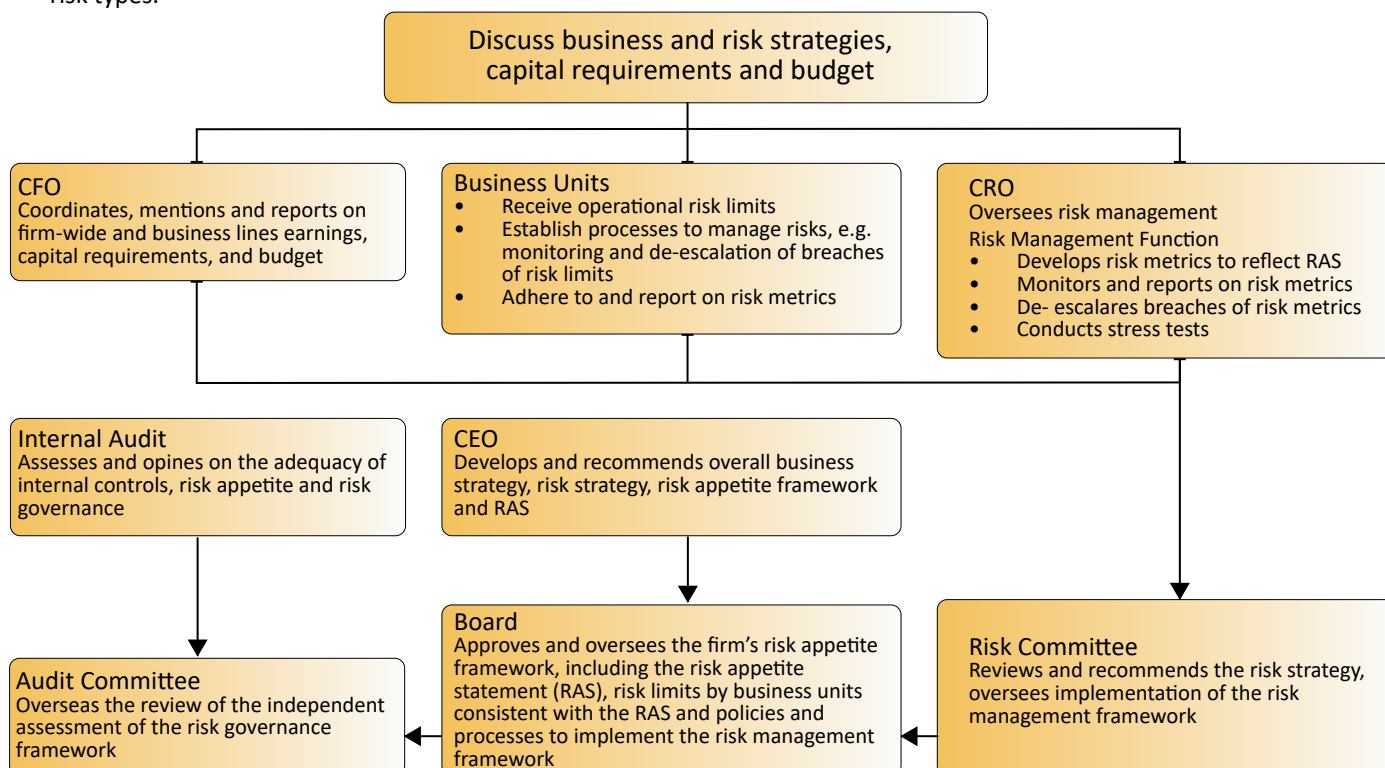 risk types.
Discuss business and risk strategies,
capital requirements and budget
CFO
Coordinates, mentions and reports on
firm-wide and business lines earnings,
capital requirements, and budget
Business Units
• Receive operational risk limits
• Establish processes to manage risks, e.g.
monitoring and de-escalation of breaches
of risk limits
• Adhere to and report on risk metrics
CRO
Oversees risk management
Risk Management Function
• Develops risk metrics to reflect RAS
• Monitors and reports on risk metrics
• De- escalares breaches of risk metrics
• Conducts stress tests
Internal Audit
Assesses and opines on the adequacy of
internal controls, risk appetite and risk
governance
CEO
Develops and recommends overall business
strategy, risk strategy, risk appetite framework
and RAS
Audit Committee
Overseas the review of the independent
assessment of the risk governance
framework
Board
Approves and oversees the firm's risk appetite
framework, including the risk appetite
statement (RAS), risk limits by business units
consistent with the RAS and policies and
processes to implement the risk management
framework
Risk Committee
Reviews and recommends the risk strategy,
oversees implementation of the risk
management framework